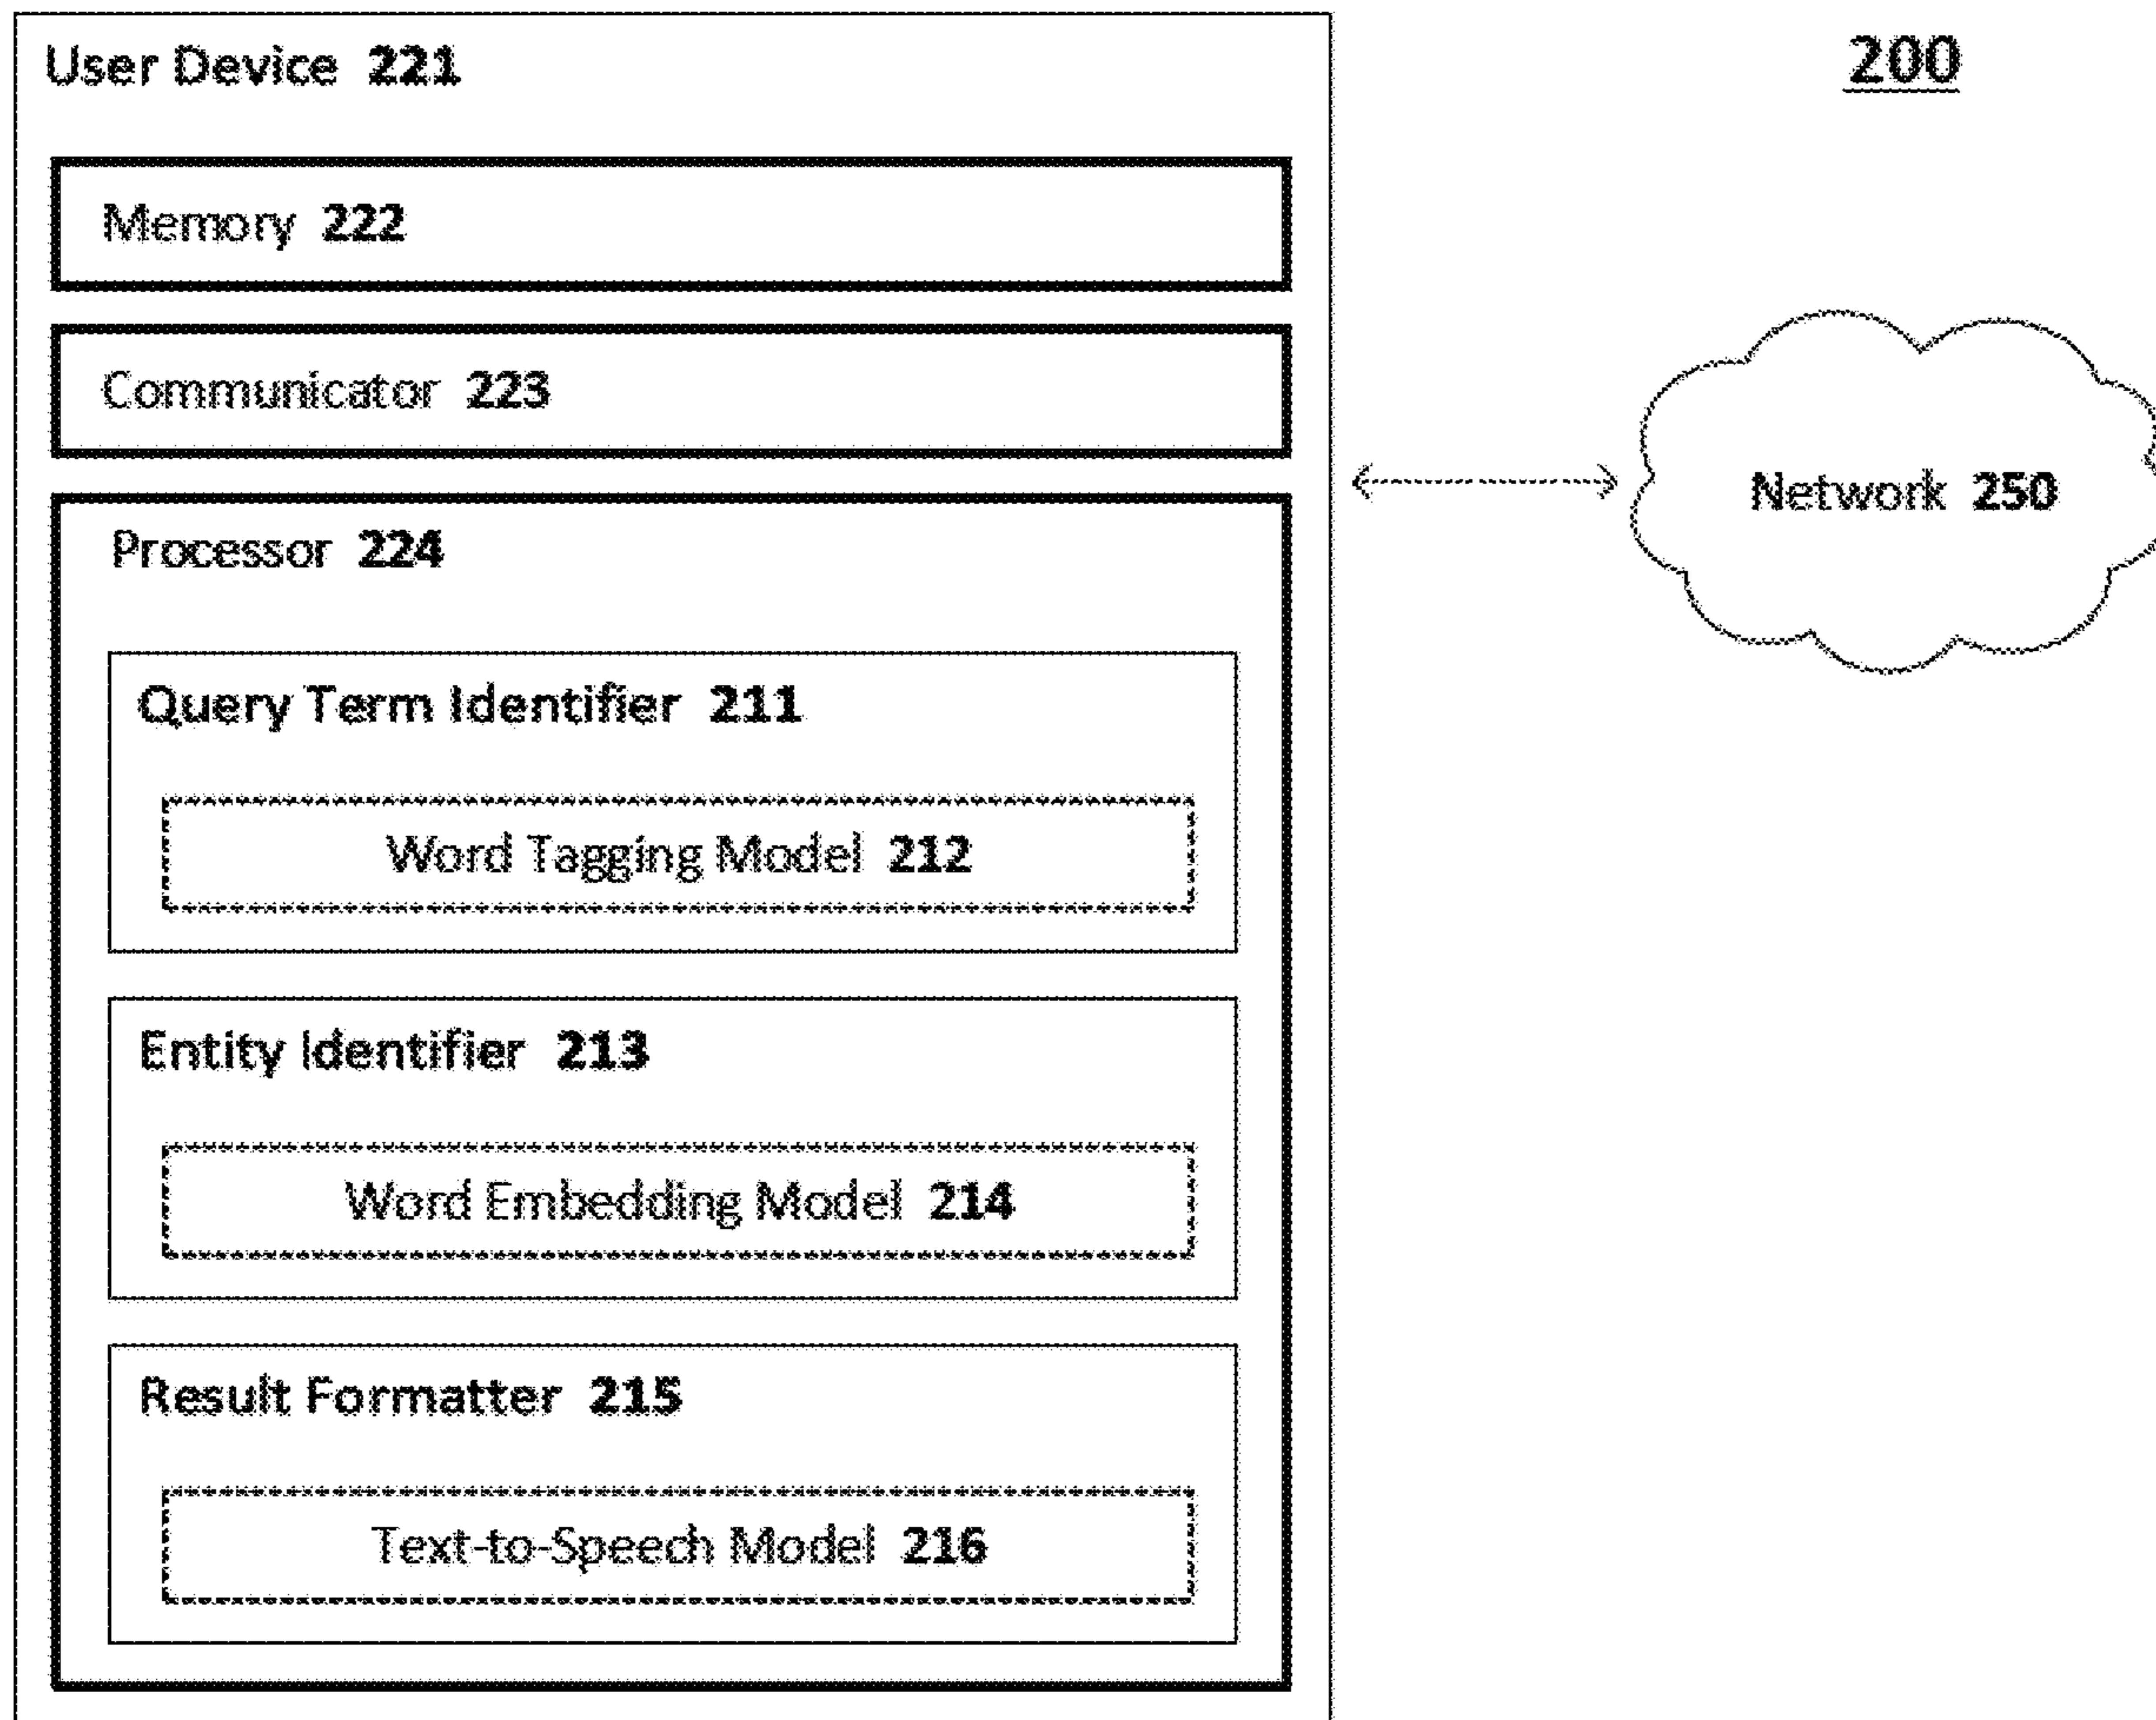 User Device 221
200
Memory 222
Communicator 223
Network 250
Processor 224
Query Term Identifier 211
Word Tagging Model 212
Entity Identifier 213
Word Embedding Model 214
Result Formatter 215
Text-to-Speech Model 216